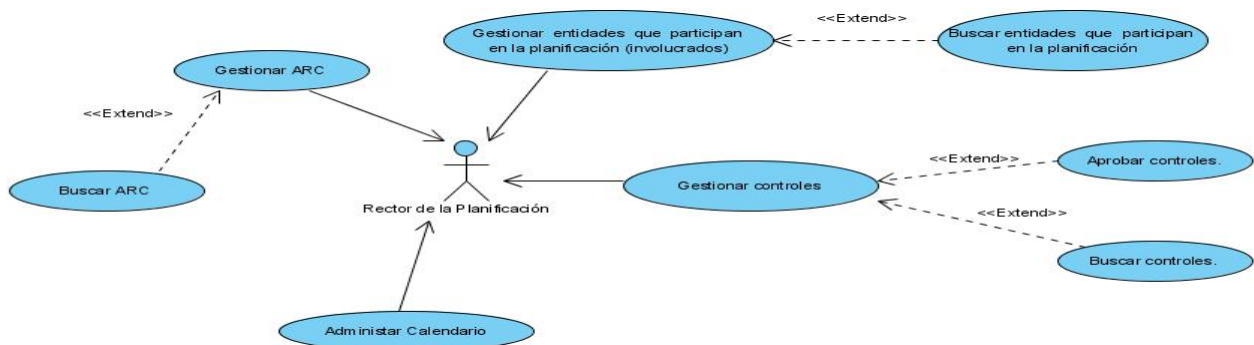 <<Extend>>
Gestionar entidades que participan
en la planificación (involucrados)
Buscar entidades que participan
en la planificación
Gestionar ARC
<<Extend>>
Buscar ARC
<<Extend>>
Aprobar controles.
Gestionar controles
Rector de la Planificación
<<Extend>>
Buscar controles.
Administar Calendario